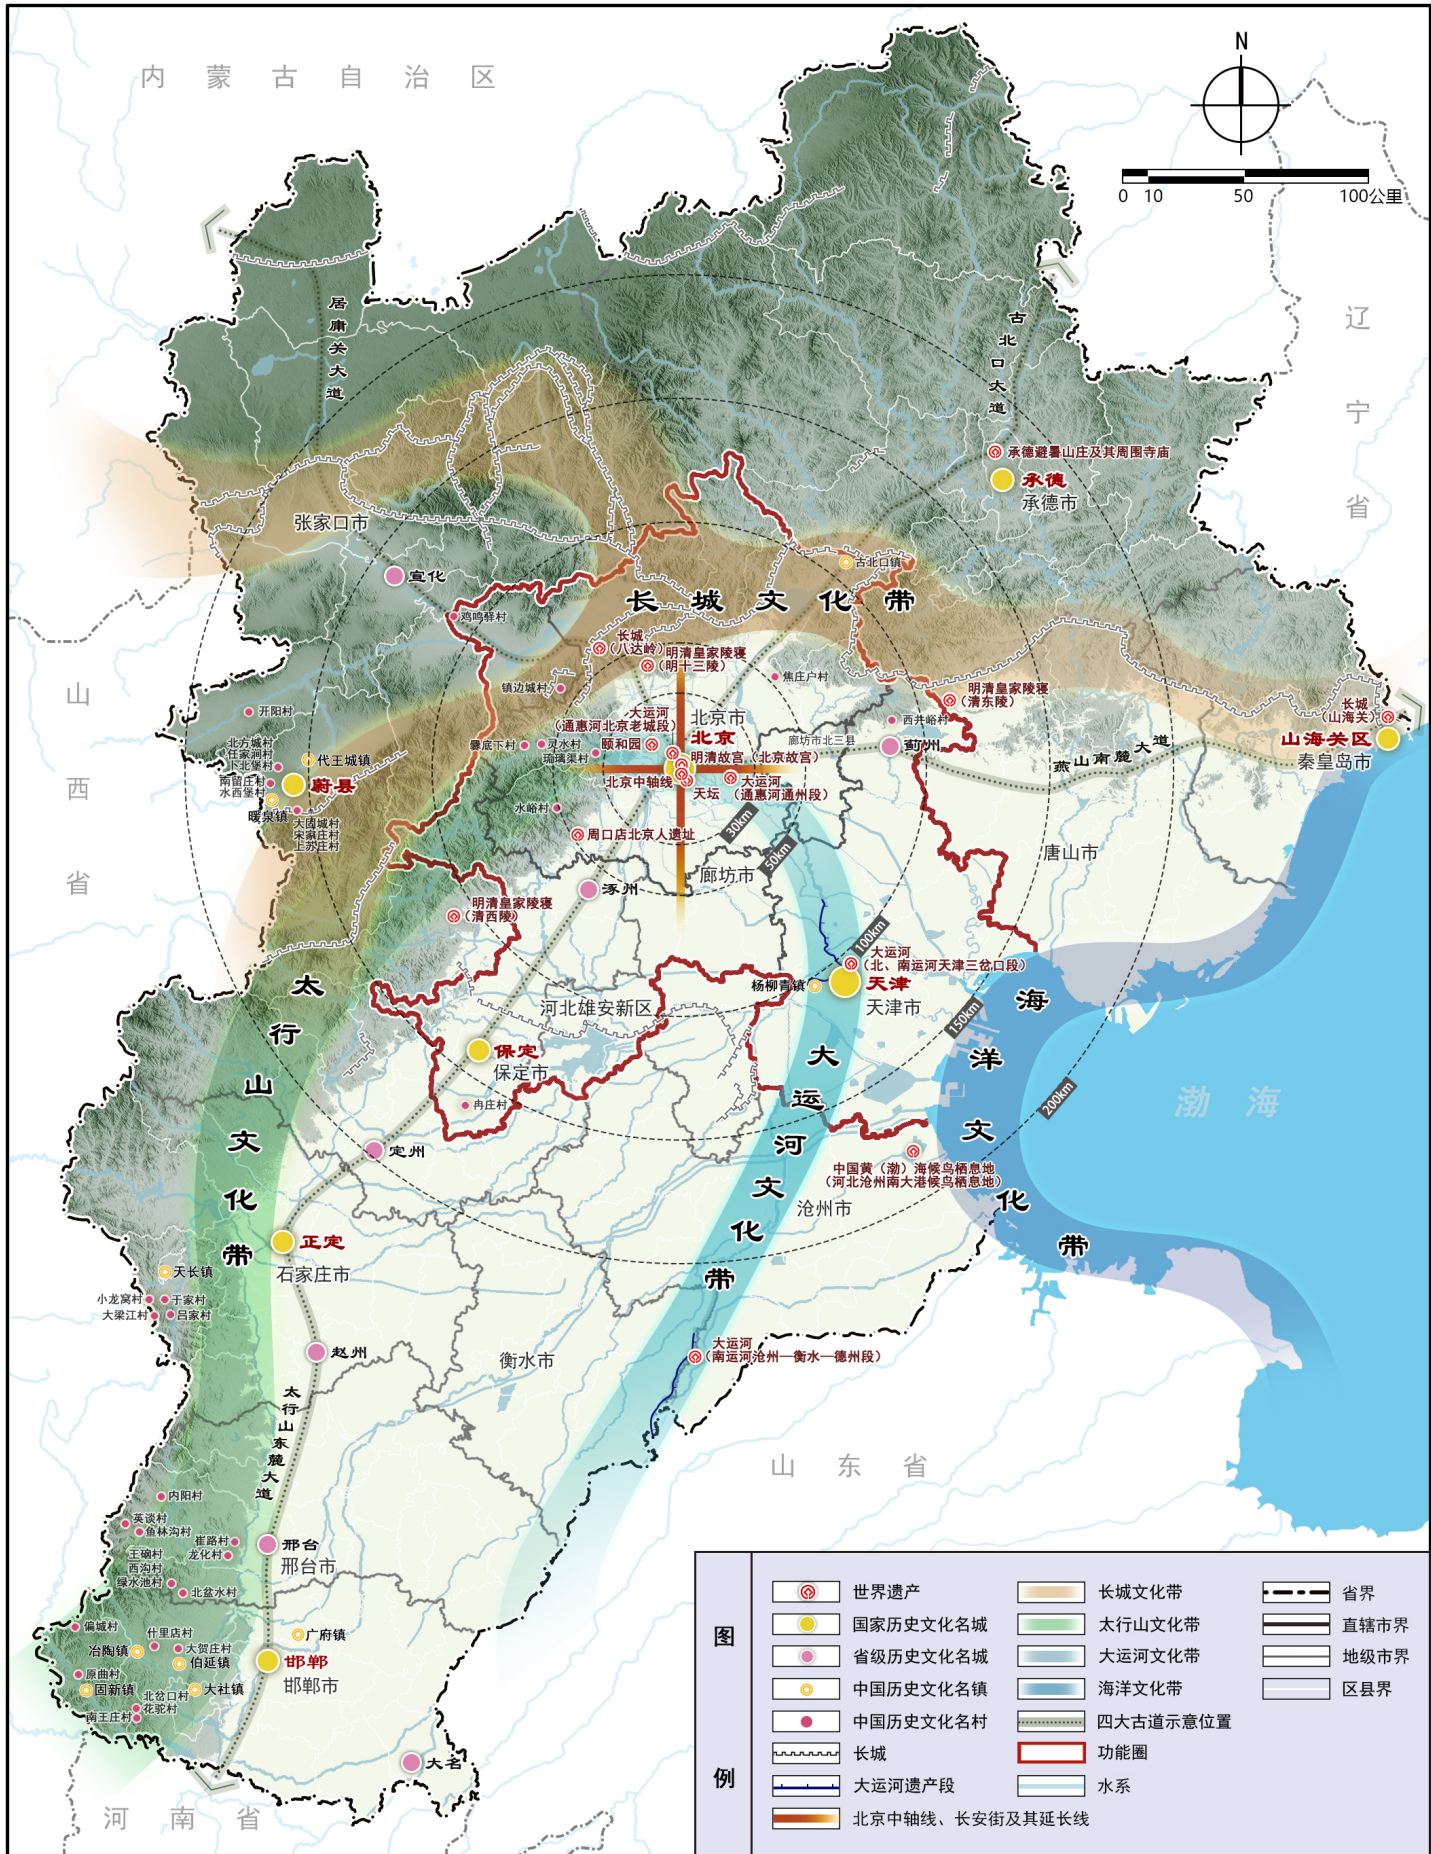 内蒙古自治区
N
0 10 50 100公里
辽宁省
居庸关大道
古北口大道
承德避暑山庄及其周围寺庙
承德
承德市
张家口市
宣化
古北口镇
长城文化带
鸡鸣驿村
长城
(八达岭)
明清皇家陵寝
(明十三陵)
焦庄户村
镇边城村
明清皇家陵寝
(清东陵)
长城
(山海关)
山海关区
秦皇岛市
山西省
开阳村
大运河
(通惠河北京老城段)
北京市
北京
西井峪村
北方城村
任家涧村
卜北堡村
代王城镇
爨底下村
灵水村
琉璃渠村
颐和园
明清故宫(北京故宫)
廊坊市北三县
蓟州
燕山南麓大道
南留庄村
水西堡村
蔚县
北京中轴线
天坛
大运河
(通惠河通州段)
暖泉镇
大固城村
宋家庄村
上苏庄村
水峪村
周口店北京人遗址
30km
50km
唐山市
廊坊市
涿州
明清皇家陵寝
(清西陵)
100km
大运河
(北、南运河天津三岔口段)
杨柳青镇
天津
天津市
太行山文化带
河北雄安新区
150km
海洋文化带
保定
保定市
大运河文化带
200km
渤海
冉庄村
定州
中国黄(渤)海候鸟栖息地
(河北沧州南大港候鸟栖息地)
沧州市
正定
石家庄市
天长镇
小龙窝村
于家村
大梁江村
吕家村
赵州
衡水市
大运河
(南运河沧州—衡水—德州段)
太行山东麓大道
山东省
内阳村
英谈村
鱼林沟村
崔路村
王硇村
龙化村
西沟村
绿水池村
北盆水村
邢台
邢台市
偏城村
什里店村
冶陶镇
大贺庄村
伯延镇
广府镇
原曲村
固新镇
大社镇
邯郸
邯郸市
北岔口村
花驼村
南王庄村
大名
河南省
图例
世界遗产
国家历史文化名城
省级历史文化名城
中国历史文化名镇
中国历史文化名村
长城
大运河遗产段
北京中轴线、长安街及其延长线
长城文化带
太行山文化带
大运河文化带
海洋文化带
四大古道示意位置
功能圈
水系
省界
直辖市界
地级市界
区县界